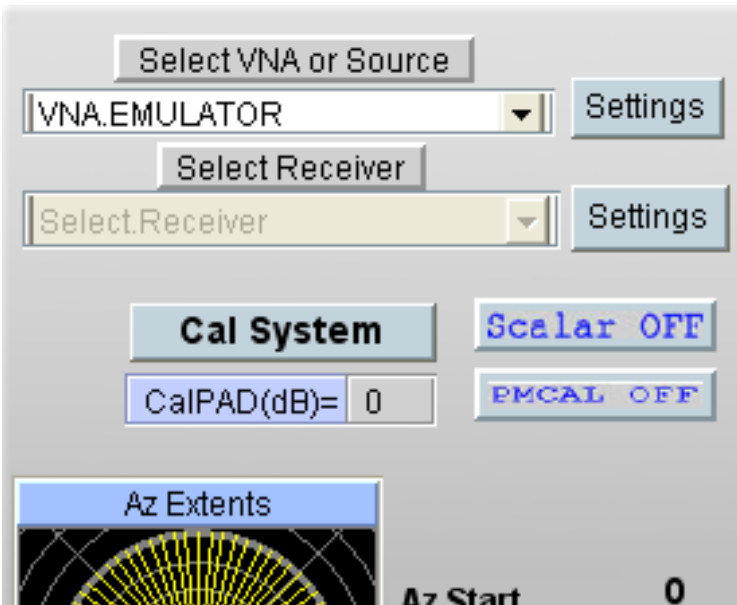 Select VNA or Source
VNA.EMULATOR
Settings
Select Receiver
Select.Receiver
Settings
Cal System
Scalar OFF
CalPAD(dB)= 0
PMCAL OFF
Az Extents
Az Start 0